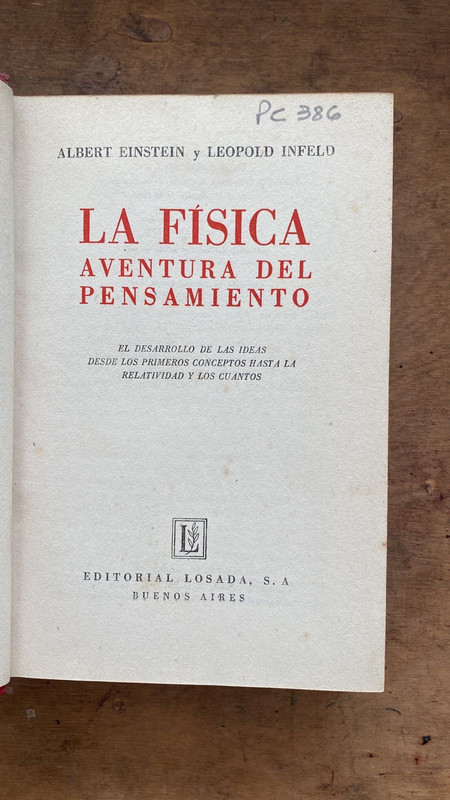 PC 386
ALBERT EINSTEIN y LEOPOLD INFELD
LA FÍSICA
AVENTURA DEL
PENSAMIENTO
EL DESARROLLO DE LAS IDEAS
DESDE LOS PRIMEROS CONCEPTOS HASTA LA
RELATIVIDAD Y LOS CUANTOS
L
EDITORIAL LOSADA, S. A
BUENOS AIRES